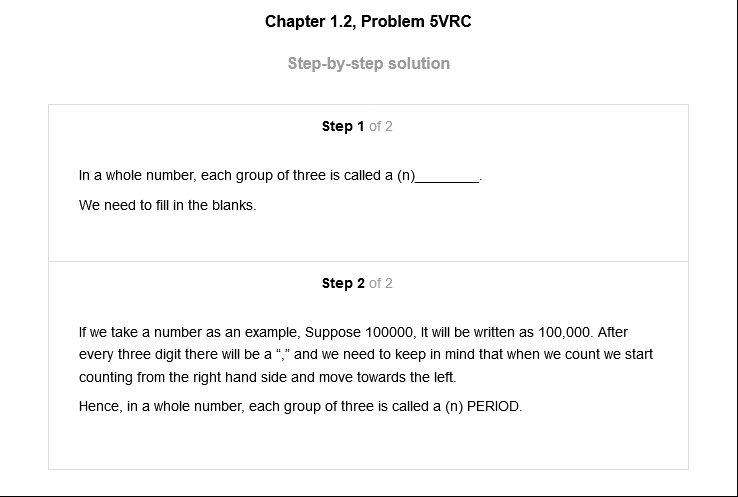 Chapter 1.2, Problem 5VRC
Step-by-step solution
Step 1 of 2
In a whole number, each group of three is called a (n)_________.
We need to fill in the blanks.
Step 2 of 2
If we take a number as an example, Suppose 100000, It will be written as 100,000. After
every three digit there will be a “,” and we need to keep in mind that when we count we start
counting from the right hand side and move towards the left.
Hence, in a whole number, each group of three is called a (n) PERIOD.